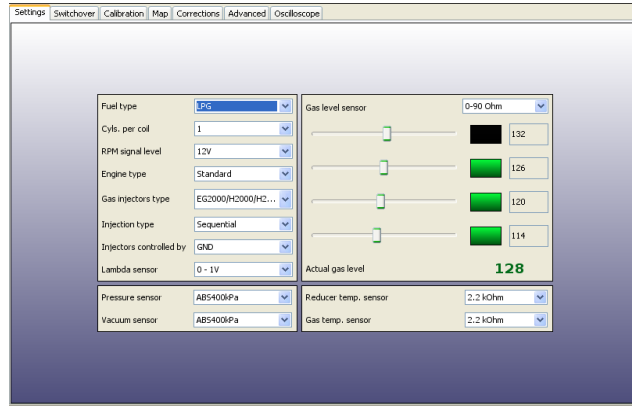 Settings Switchover Calibration Map Corrections Advanced Oscilloscope
Fuel type LPG
Cyls. per coil 1
RPM signal level 12V
Engine type Standard
Gas injectors type EG2000/H2000/H2...
Injection type Sequential
Injectors controlled by GND
Lambda sensor 0 - 1V
Gas level sensor 0-90 Ohm
132
126
120
114
Actual gas level 128
Pressure sensor ABS400kPa
Vacuum sensor ABS400kPa
Reducer temp. sensor 2.2 kOhm
Gas temp. sensor 2.2 kOhm